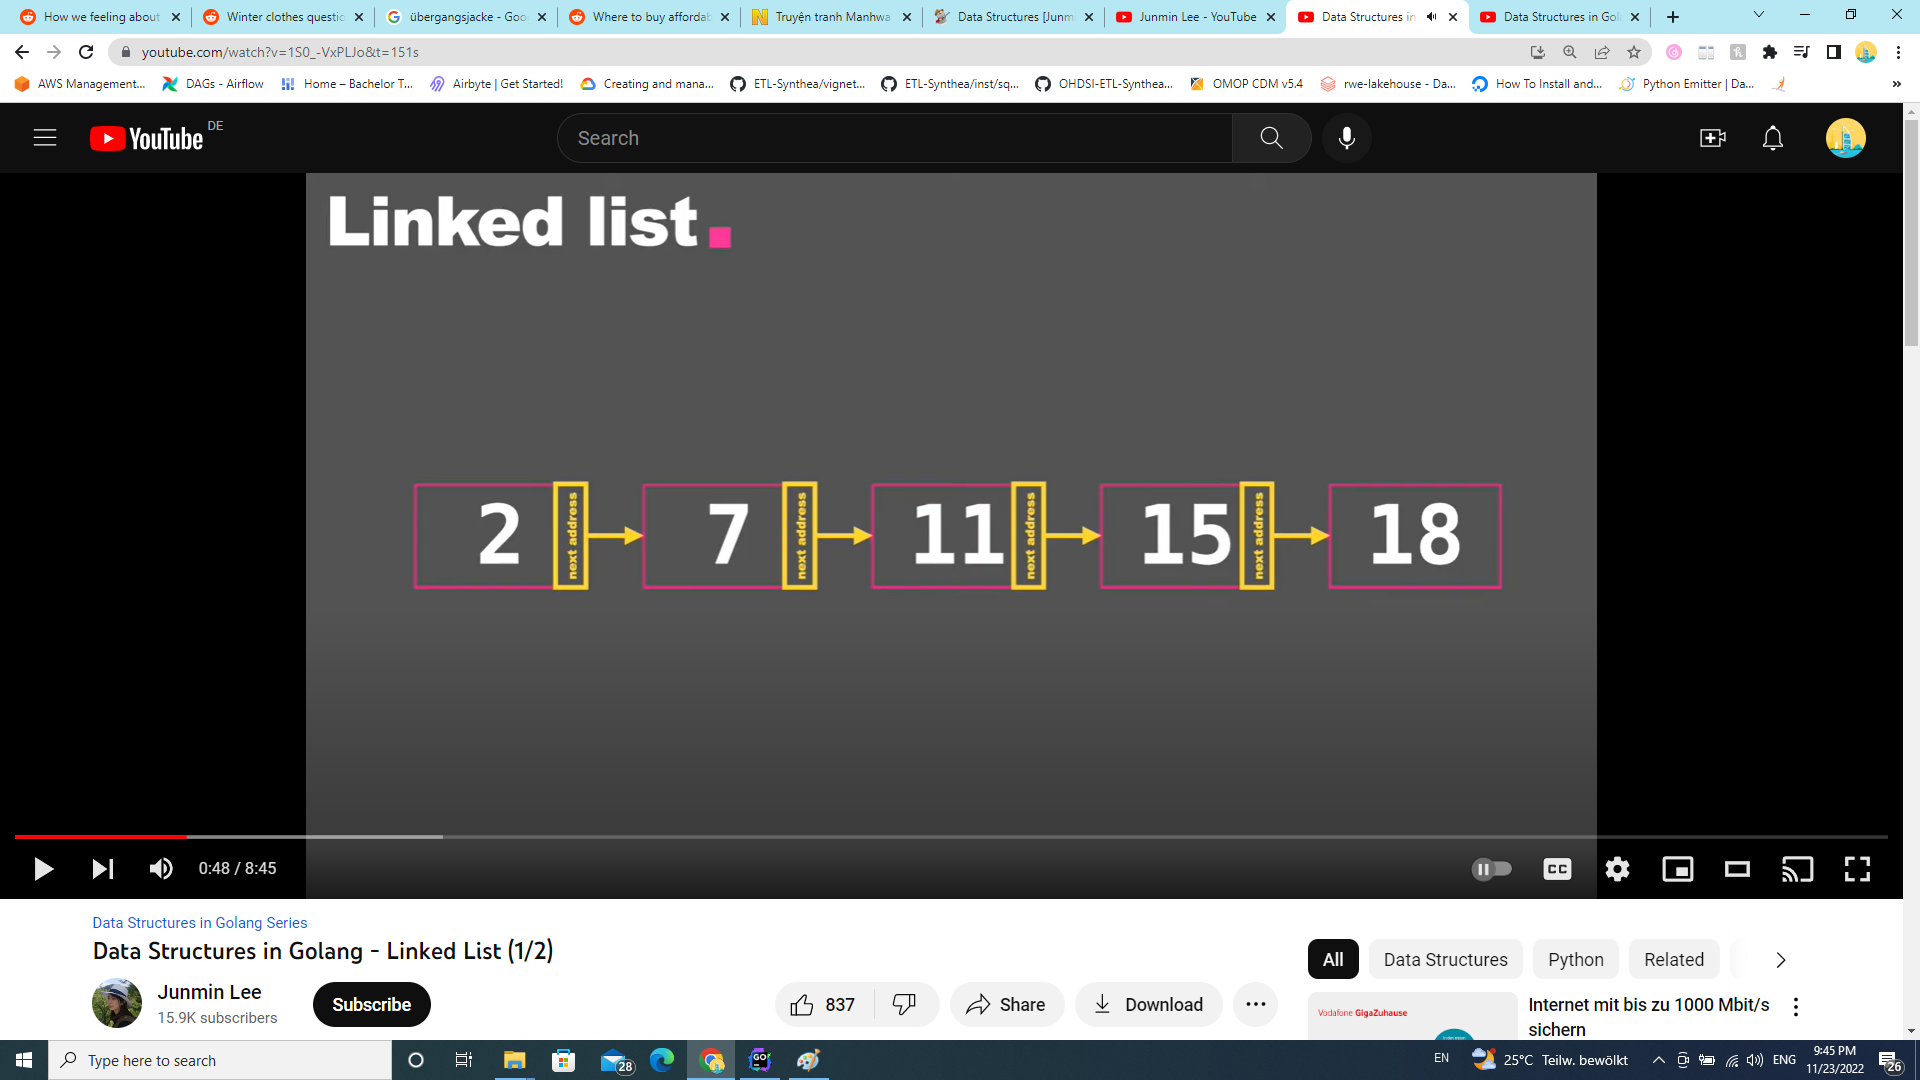 How we feeling about
Winter clothes questio
übergangsjacke - Goo
Where to buy affordab
Truyện tranh Manhwa
Data Structures [Junm
Junmin Lee - YouTube
Data Structures in
Data Structures in Gol
youtube.com/watch?v=1S0_-VxPLJo&t=151s
AWS Management...
DAGs - Airflow
Home – Bachelor T...
Airbyte | Get Started!
Creating and mana...
ETL-Synthea/vignet...
ETL-Synthea/inst/sq...
OHDSI-ETL-Synthea...
OMOP CDM v5.4
rwe-lakehouse - Da...
How To Install and...
Python Emitter | Da...
»
YouTube DE
Search
Linked list
2 next address 7 next address 11 next address 15 next address 18
0:48 / 8:45
CC
Data Structures in Golang Series
Data Structures in Golang - Linked List (1/2)
Junmin Lee
15.9K subscribers
Subscribe
837
Share
Download
All
Data Structures
Python
Related
Vodafone GigaZuhause
Internet mit bis zu 1000 Mbit/s
sichern
Type here to search
28
GO
EN
25°C Teilw. bewölkt
ENG
9:45 PM
11/23/2022
26